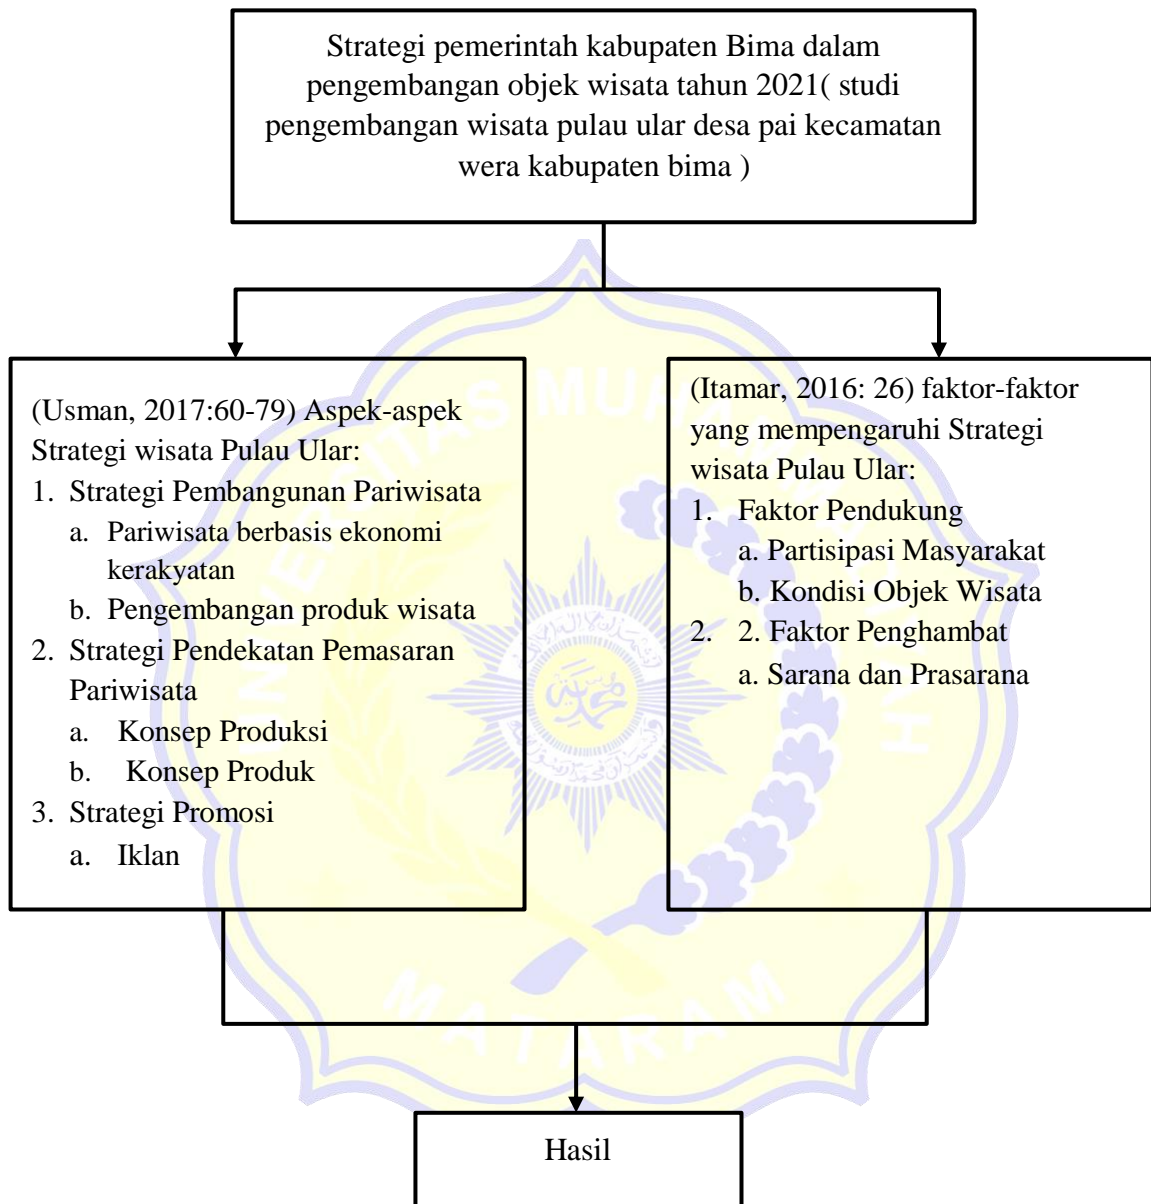 Strategi pemerintah kabupaten Bima dalam
pengembangan objek wisata tahun 2021( studi
pengembangan wisata pulau ular desa pai kecamatan
wera kabupaten bima )
(Usman, 2017:60-79) Aspek-aspek
Strategi wisata Pulau Ular:
1. Strategi Pembangunan Pariwisata
a. Pariwisata berbasis ekonomi
kerakyatan
b. Pengembangan produk wisata
2. Strategi Pendekatan Pemasaran
Pariwisata
a. Konsep Produksi
b. Konsep Produk
3. Strategi Promosi
a. Iklan
(Itamar, 2016: 26) faktor-faktor
yang mempengaruhi Strategi
wisata Pulau Ular:
1. Faktor Pendukung
a. Partisipasi Masyarakat
b. Kondisi Objek Wisata
2. 2. Faktor Penghambat
a. Sarana dan Prasarana
Hasil
UNIVERSITAS MUHAMMADIYAH
MATARAM